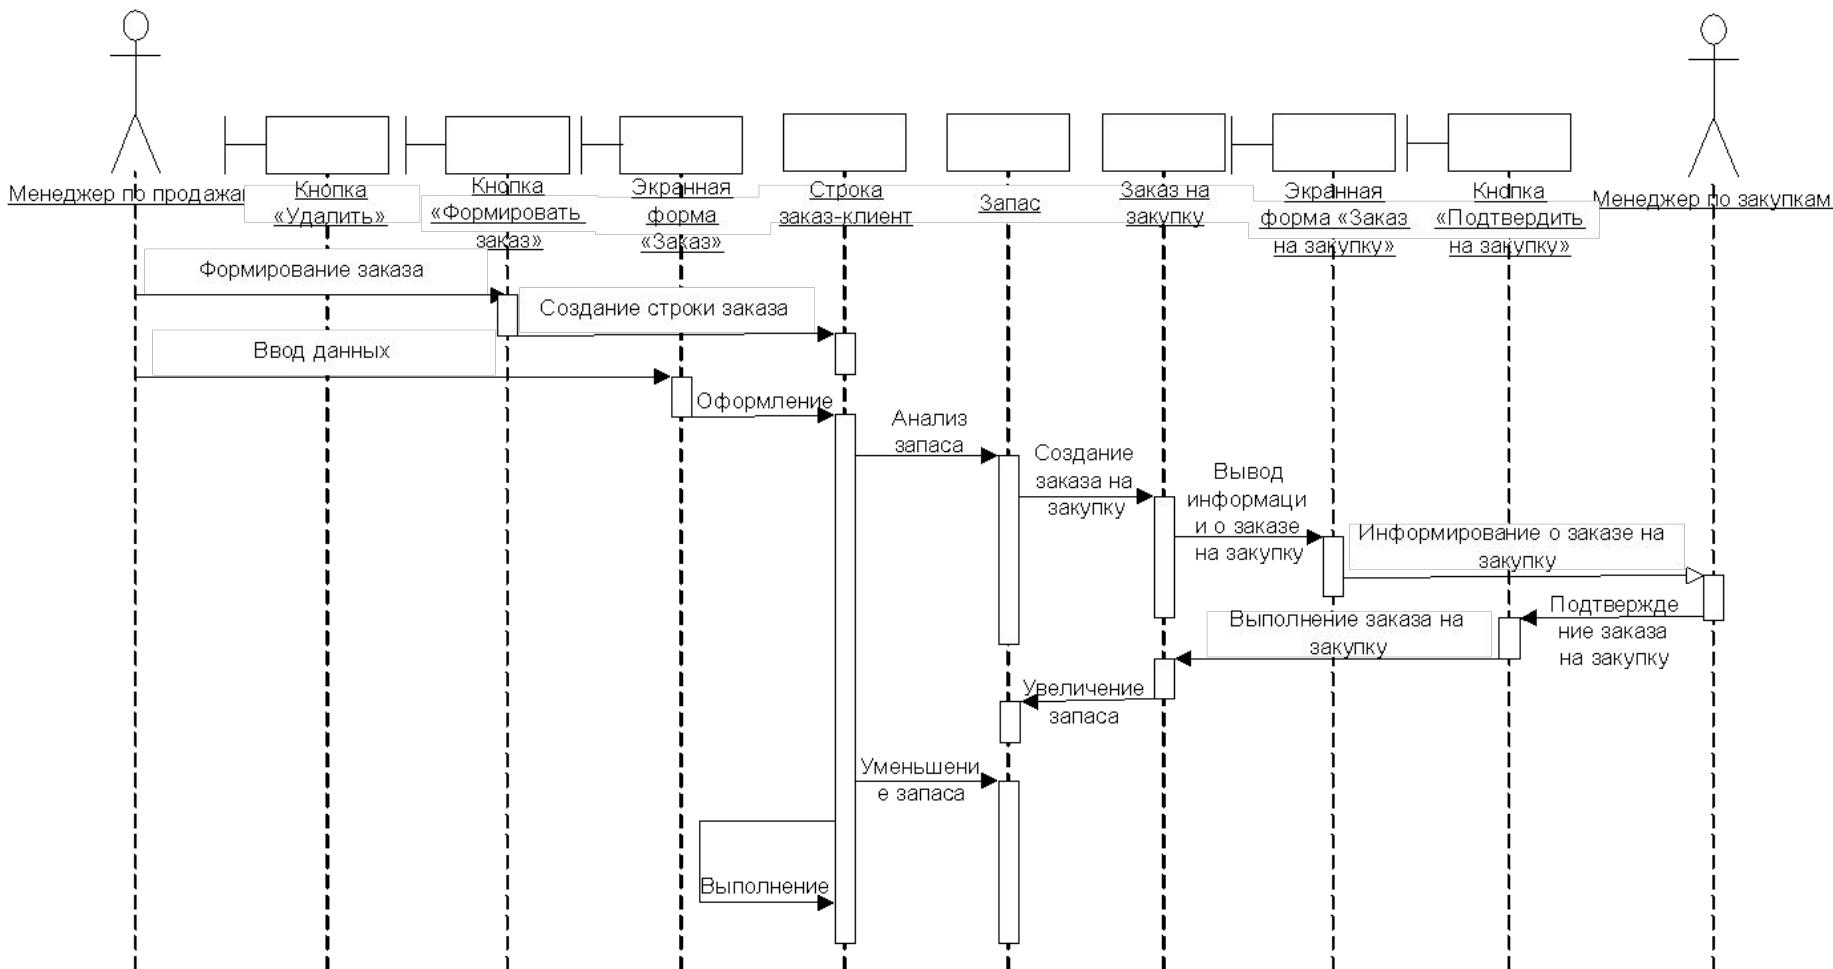 Менеджер по продажам
Кнопка
«Удалить»
Кнопка
«Формировать
заказ»
Экранная
форма
«Заказ»
Строка
заказ-клиент
Запас
Заказ на
закупку
Экранная
форма «Заказ
на закупку»
Кнопка
«Подтвердить
на закупку»
Менеджер по закупкам
Формирование заказа
Создание строки заказа
Ввод данных
Оформление
Анализ
запаса
Создание
заказа на
закупку
Вывод
информаци
и о заказе
на закупку
Информирование о заказе на
закупку
Подтвержде
ние заказа
на закупку
Выполнение заказа на
закупку
Увеличение
запаса
Уменьшени
е запаса
Выполнение